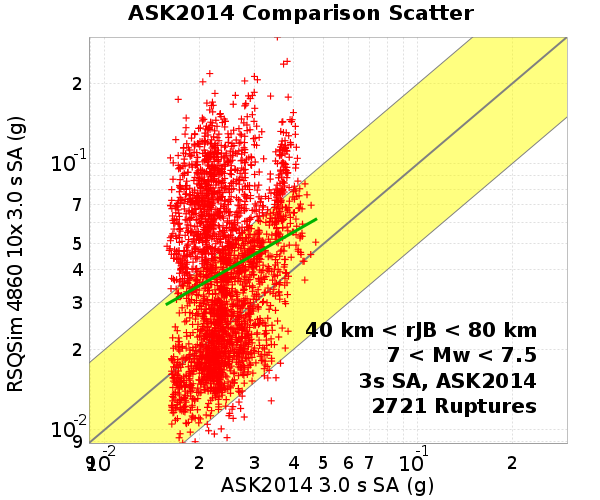 ASK2014 Comparison Scatter
RSQSim 4860 10x 3.0 s SA (g)
2
10-1
7
5
4
3
2
10-2
9
40 km < rJB < 80 km
7 < Mw < 7.5
3s SA, ASK2014
2721 Ruptures
9 10-2 2 3 4 5 6 7 10-1 2
ASK2014 3.0 s SA (g)